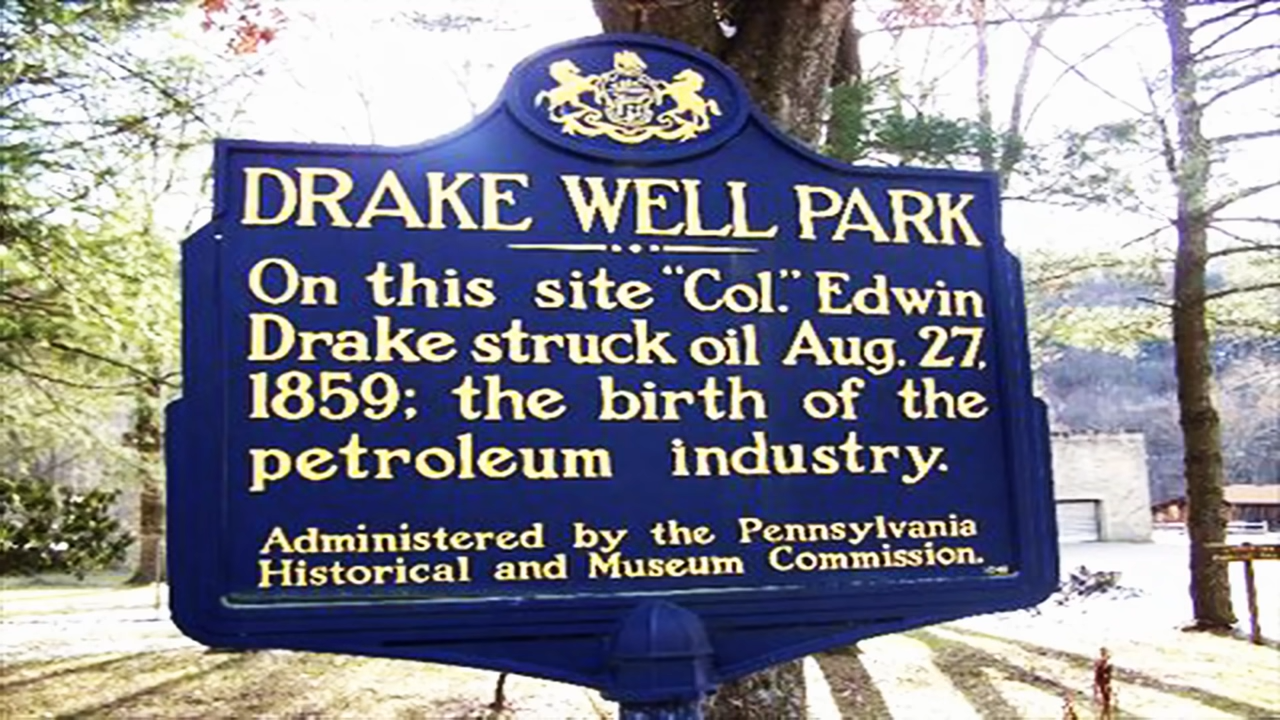 DRAKE WELL PARK
On this site "Col." Edwin
Drake struck oil Aug. 27,
1859; the birth of the
petroleum industry.
Administered by the Pennsylvania
Historical and Museum Commission.